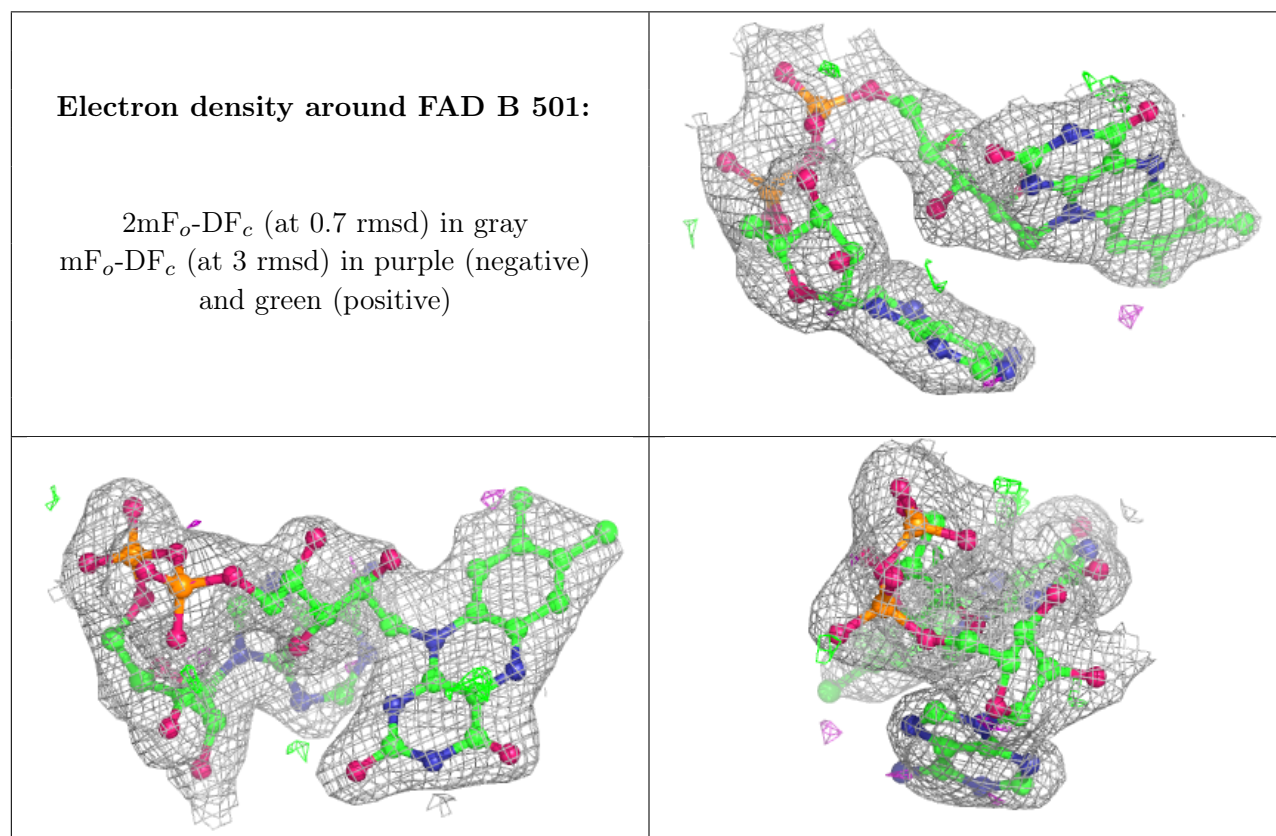 Electron density around FAD B 501:
2mFₒ-DF𝑐 (at 0.7 rmsd) in gray
mFₒ-DF𝑐 (at 3 rmsd) in purple (negative)
and green (positive)